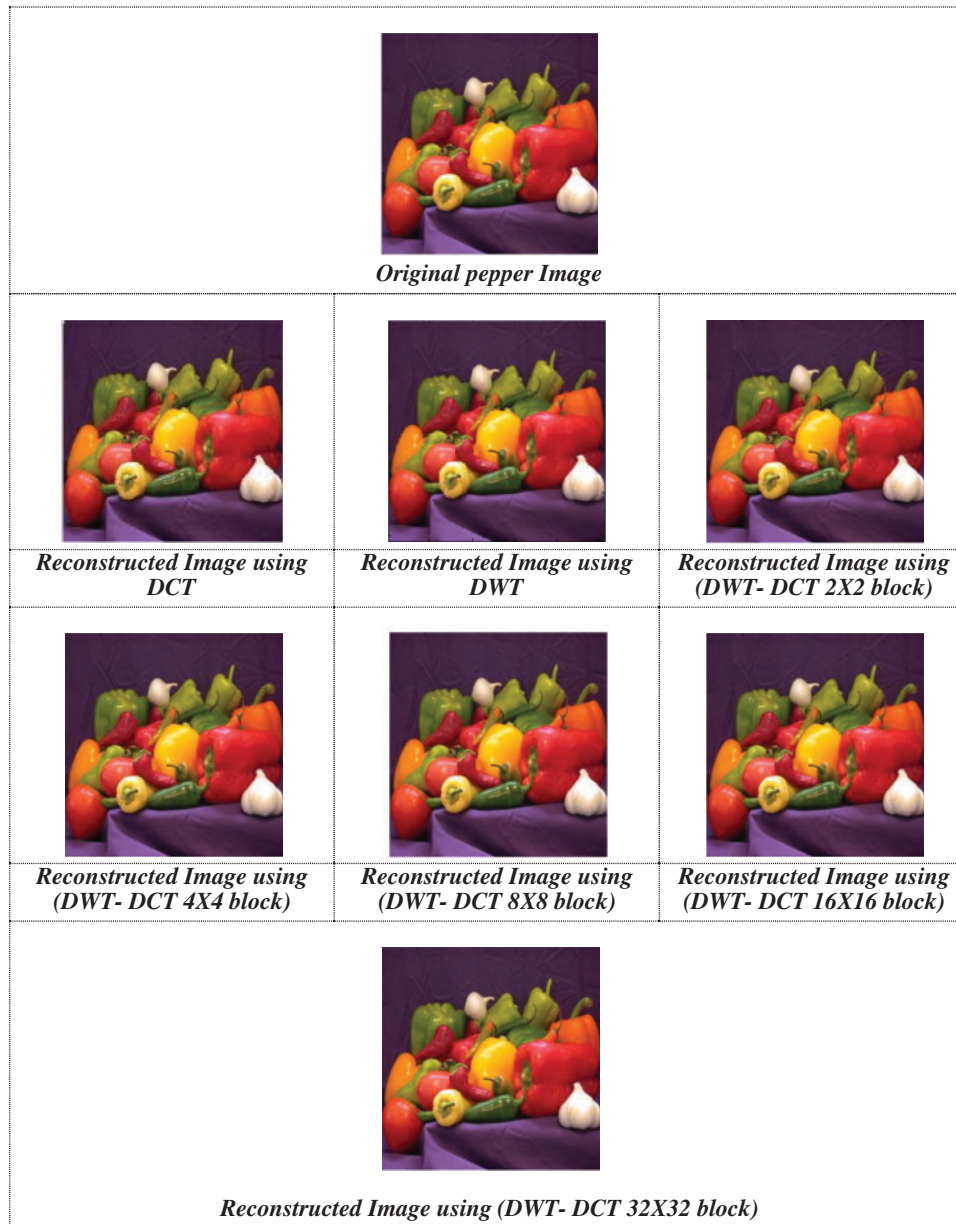 Original pepper Image
Reconstructed Image using
DCT
Reconstructed Image using
DWT
Reconstructed Image using
(DWT- DCT 2X2 block)
Reconstructed Image using
(DWT- DCT 4X4 block)
Reconstructed Image using
(DWT- DCT 8X8 block)
Reconstructed Image using
(DWT- DCT 16X16 block)
Reconstructed Image using (DWT- DCT 32X32 block)